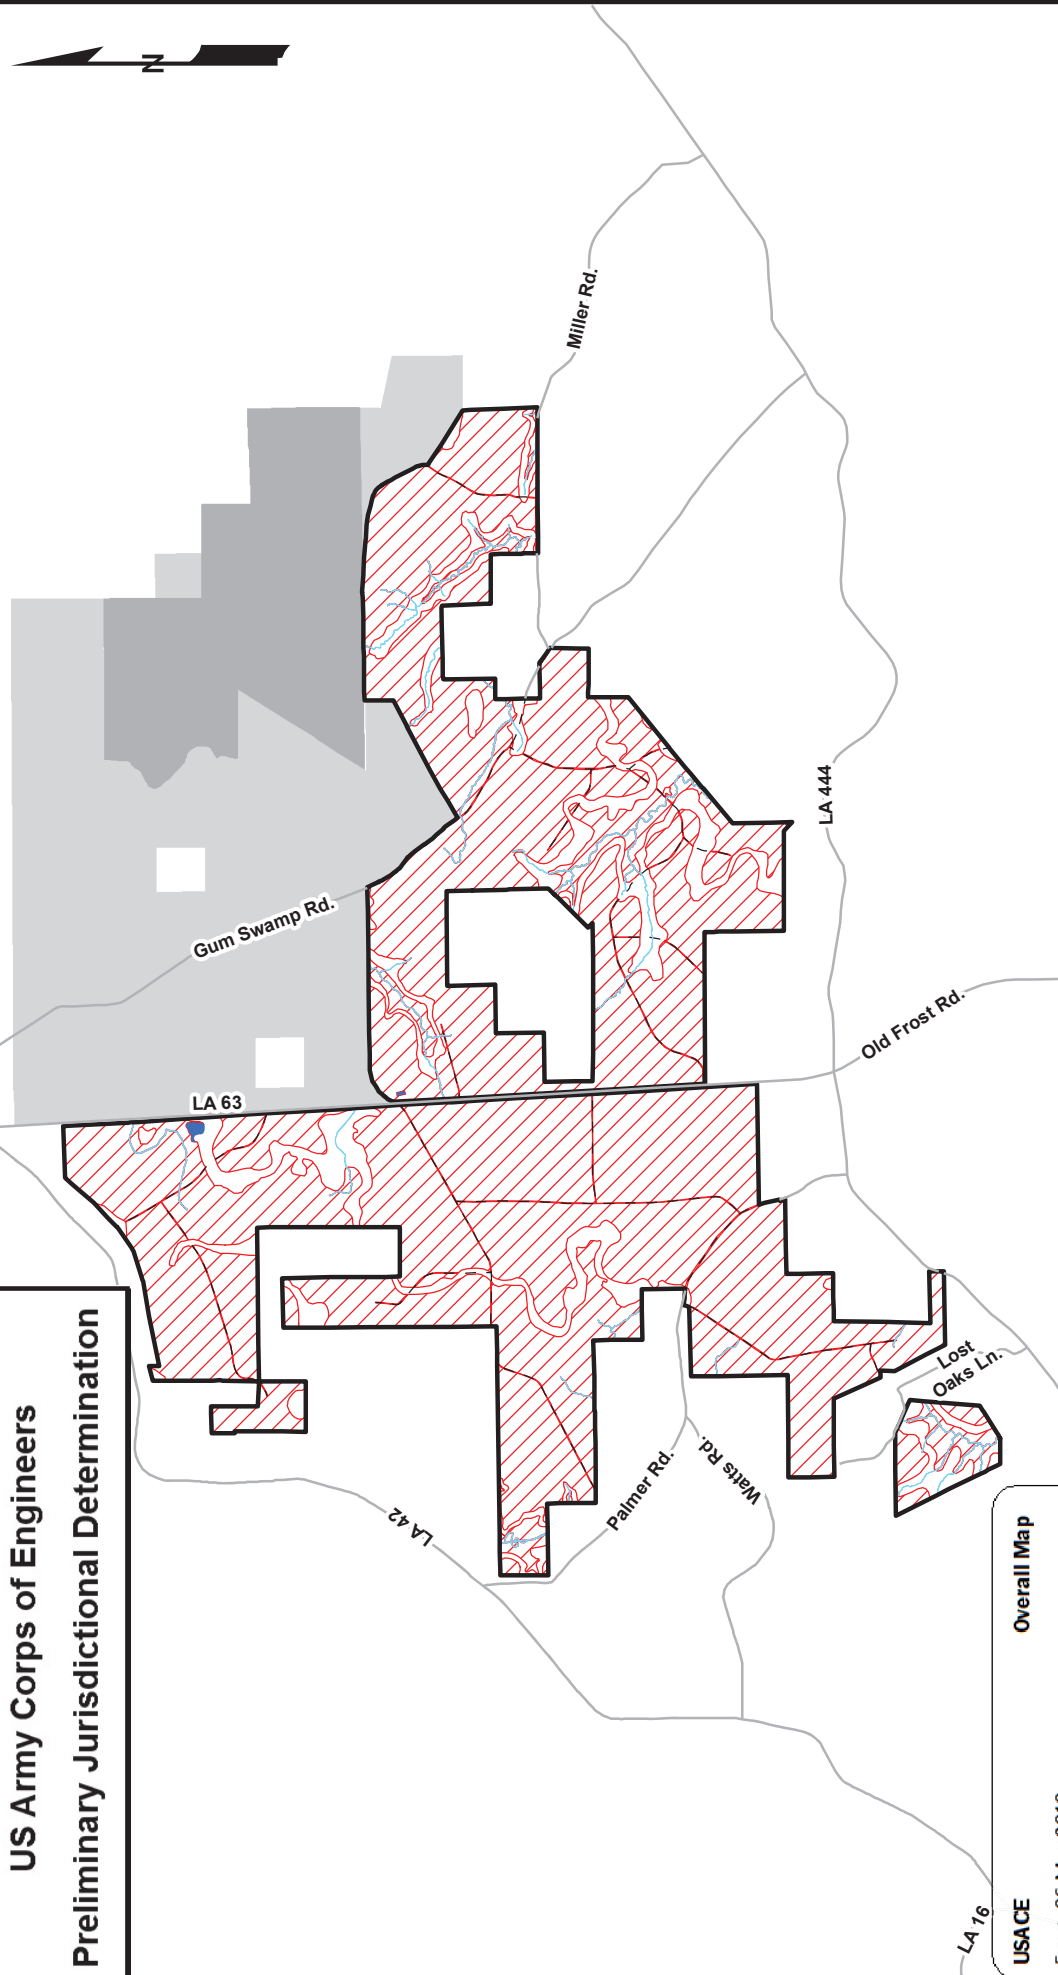 US Army Corps of Engineers
Preliminary Jurisdictional Determination
N
Miller Rd.
Gum Swamp Rd.
LA 444
Old Frost Rd.
LA 63
Lost
Oaks Ln.
Palmer Rd.
Watts Rd.
LA 42
LA 16
USACE
Overall Map